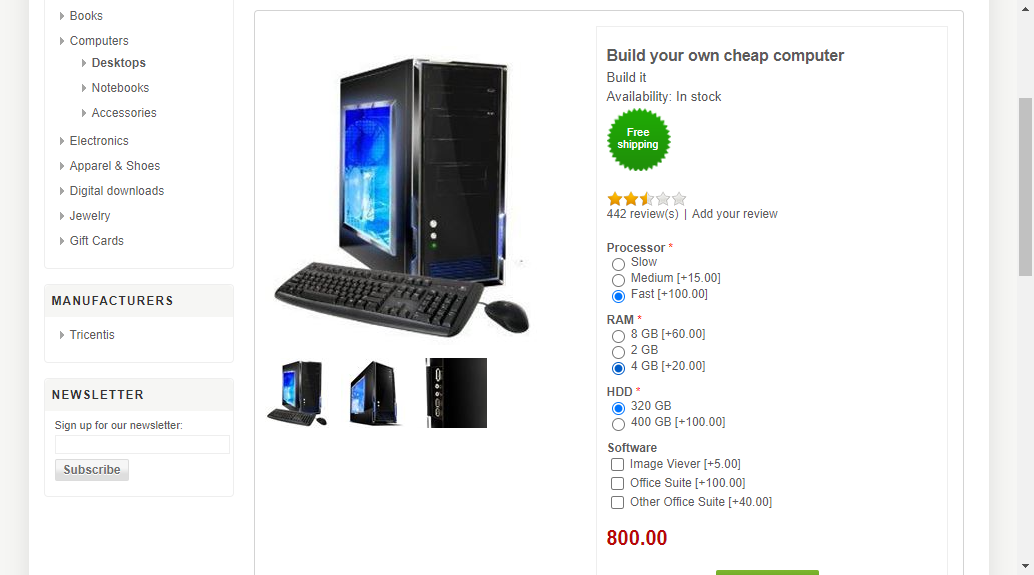 Books
Computers
Desktops
Notebooks
Accessories
Electronics
Apparel & Shoes
Digital downloads
Jewelry
Gift Cards
MANUFACTURERS
Tricentis
NEWSLETTER
Sign up for our newsletter:
Subscribe
Build your own cheap computer
Build it
Availability: In stock
Free
shipping
442 review(s) | Add your review
Processor *
Slow
Medium [+15.00]
Fast [+100.00]
RAM *
8 GB [+60.00]
2 GB
4 GB [+20.00]
HDD *
320 GB
400 GB [+100.00]
Software
Image Viever [+5.00]
Office Suite [+100.00]
Other Office Suite [+40.00]
800.00